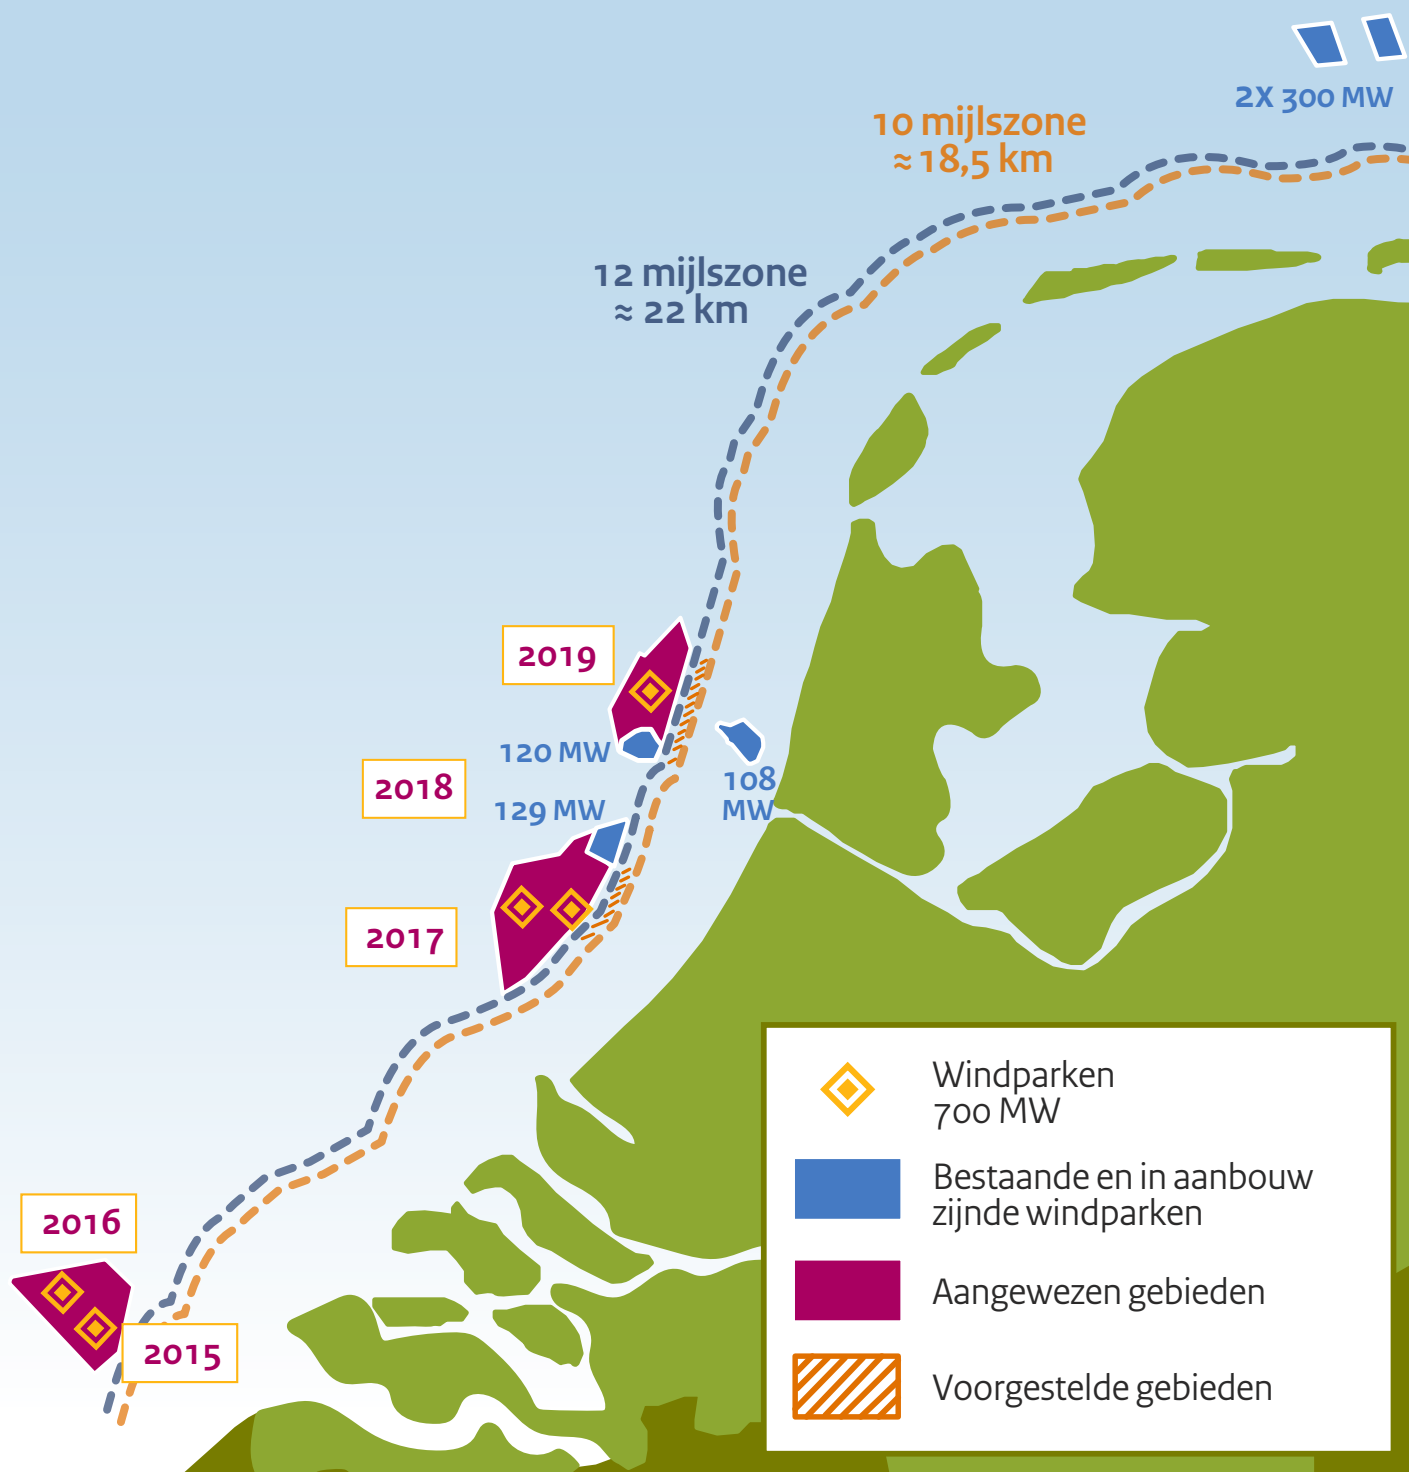 2X 300 MW
10 mijlszone
≈ 18,5 km
12 mijlszone
≈ 22 km
2019
120 MW
108
MW
2018
129 MW
2017
2016
2015
Windparken
700 MW
Bestaande en in aanbouw
zijnde windparken
Aangewezen gebieden
Voorgestelde gebieden